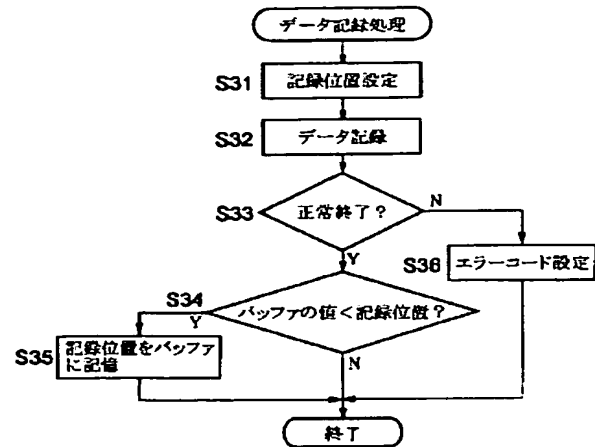 データ記録処理
S31
記録位置設定
S32
データ記録
S33
正常終了?
N
Y
S36
エラーコード設定
S34
バッファの値<記録位置?
Y
N
S35
記録位置をバッファ
に記憶
終了